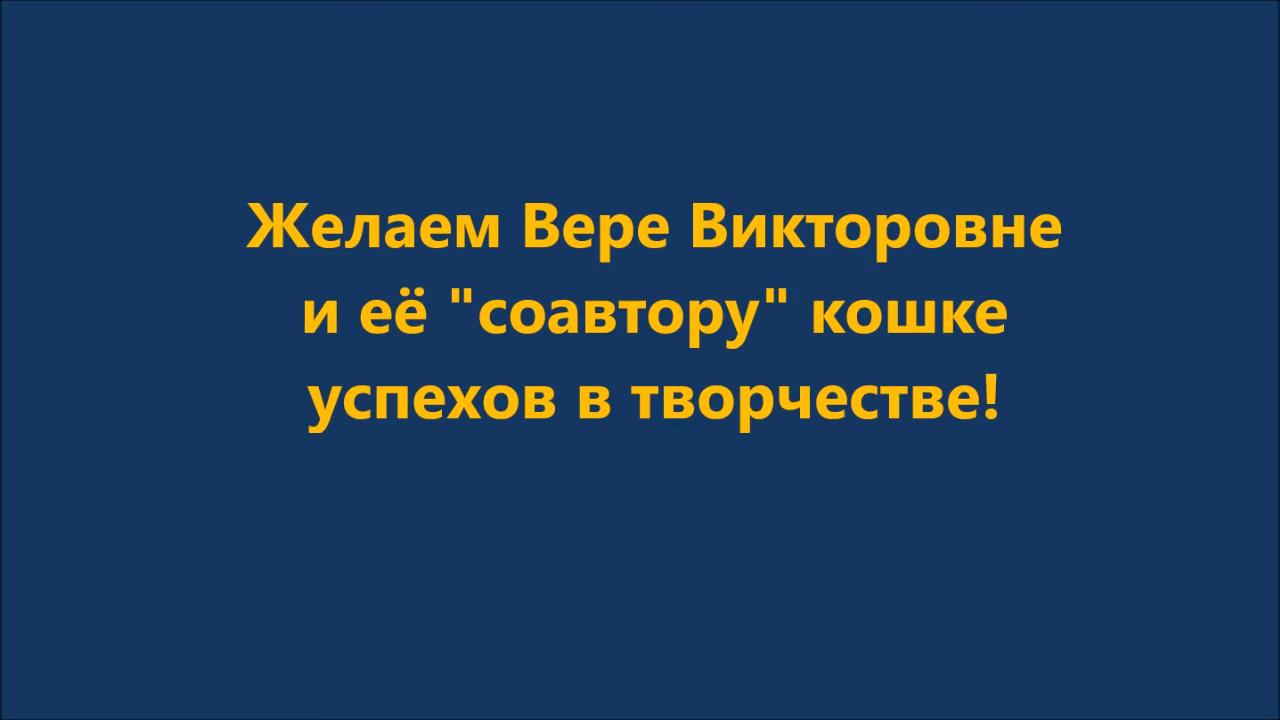 Желаем Вере Викторовне
и её "соавтору" кошке
успехов в творчестве!